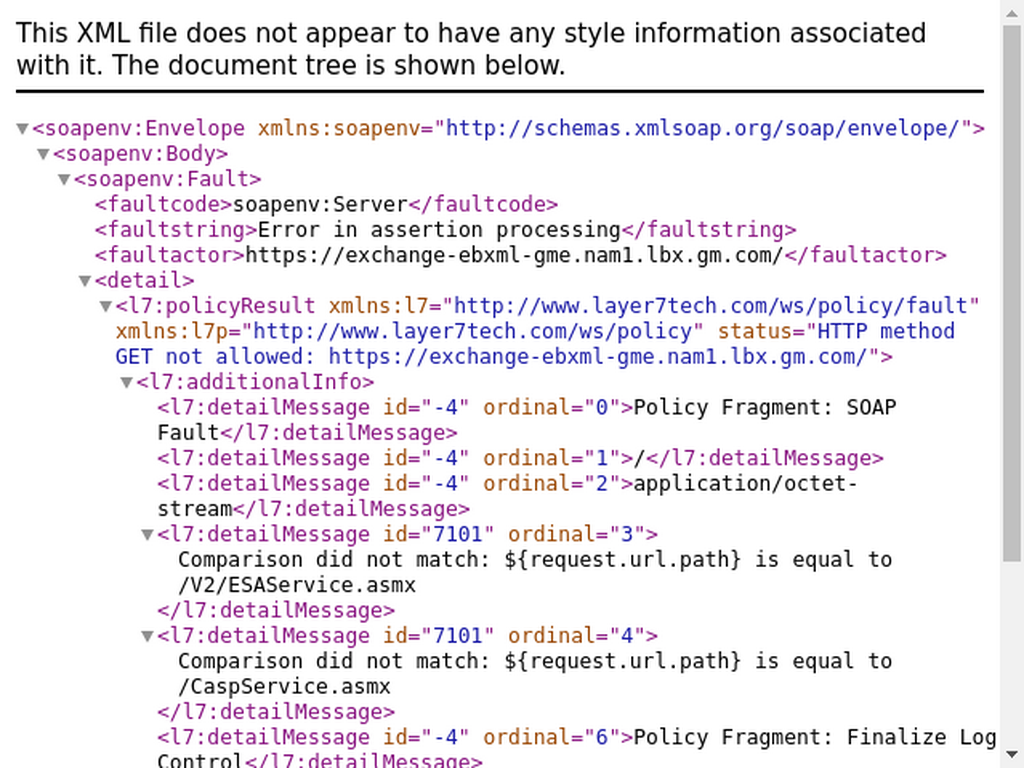 This XML file does not appear to have any style information associated
with it. The document tree is shown below.
▼<soapenv:Envelope xmlns:soapenv="http://schemas.xmlsoap.org/soap/envelope/">
▼<soapenv:Body>
▼<soapenv:Fault>
<faultcode>soapenv:Server</faultcode>
<faultstring>Error in assertion processing</faultstring>
<faultactor>https://exchange-ebxml-gme.nam1.lbx.gm.com/</faultactor>
▼<detail>
▼<l7:policyResult xmlns:l7="http://www.layer7tech.com/ws/policy/fault"
xmlns:l7p="http://www.layer7tech.com/ws/policy" status="HTTP method
GET not allowed: https://exchange-ebxml-gme.nam1.lbx.gm.com/">
▼<l7:additionalInfo>
<l7:detailMessage id="-4" ordinal="0">Policy Fragment: SOAP
Fault</l7:detailMessage>
<l7:detailMessage id="-4" ordinal="1">/</l7:detailMessage>
<l7:detailMessage id="-4" ordinal="2">application/octet-
stream</l7:detailMessage>
▼<l7:detailMessage id="7101" ordinal="3">
Comparison did not match: ${request.url.path} is equal to
/V2/ESAService.asmx
</l7:detailMessage>
▼<l7:detailMessage id="7101" ordinal="4">
Comparison did not match: ${request.url.path} is equal to
/CaspService.asmx
</l7:detailMessage>
<l7:detailMessage id="-4" ordinal="6">Policy Fragment: Finalize Log
Control</l7:detailMessage>